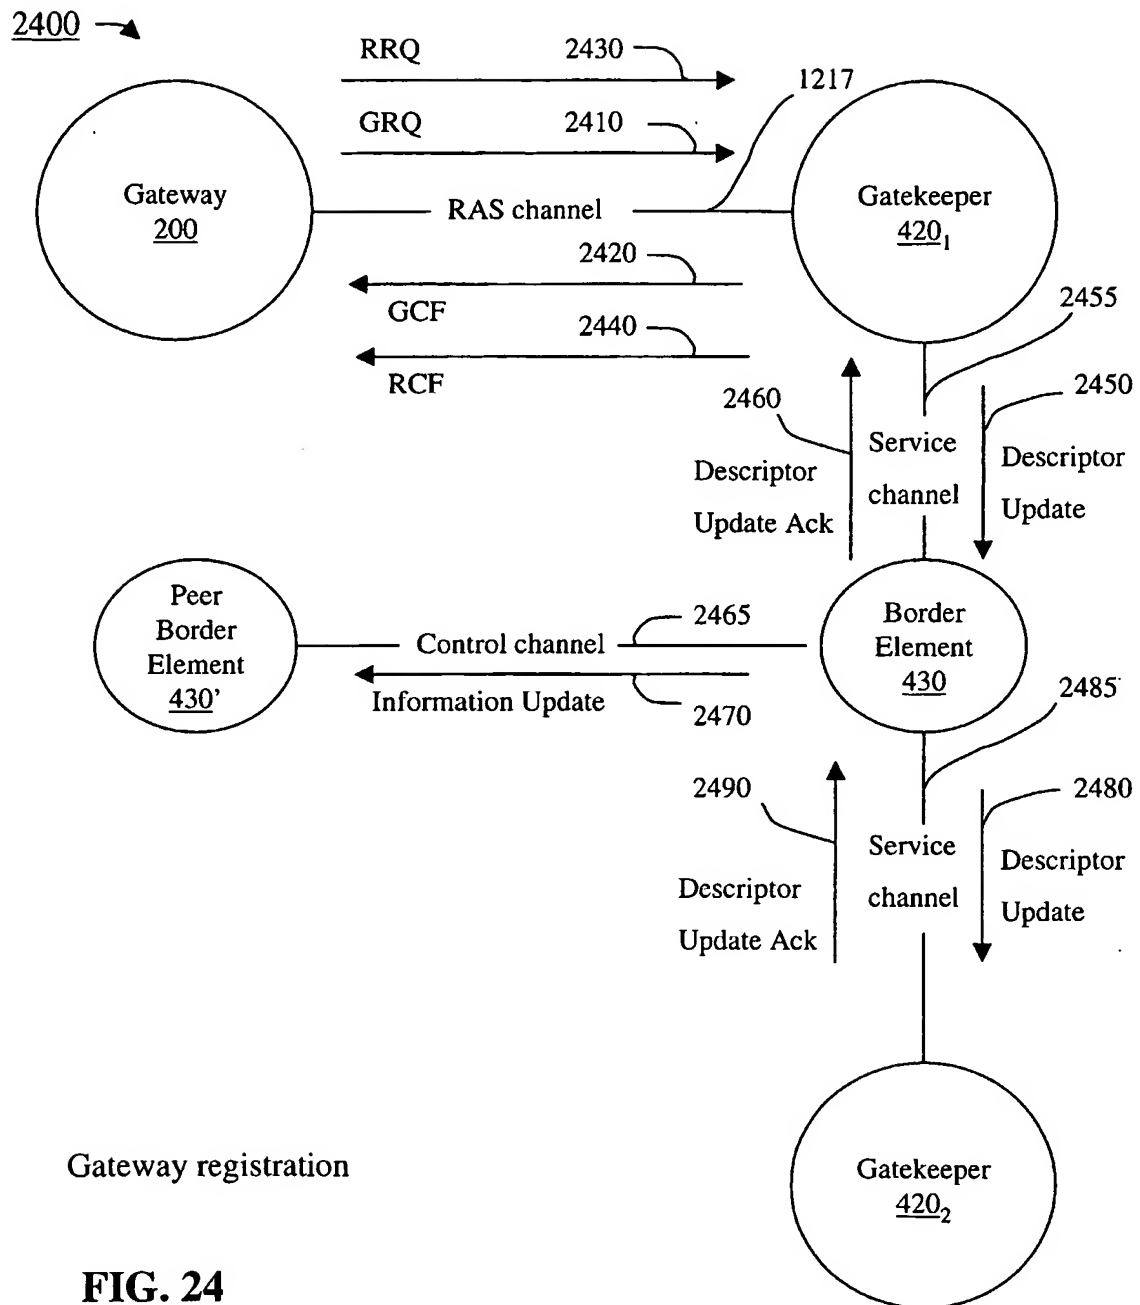 2400
RRQ
2430
1217
GRQ
2410
Gateway
200
RAS channel
Gatekeeper
420₁
2420
GCF
2440
RCF
2455
2460
2450
Service
channel
Descriptor
Update Ack
Descriptor
Update
Peer
Border
Element
430'
Control channel
2465
Border
Element
430
Information Update
2470
2485
2490
2480
Service
channel
Descriptor
Update Ack
Descriptor
Update
Gateway registration
Gatekeeper
420₂
FIG. 24